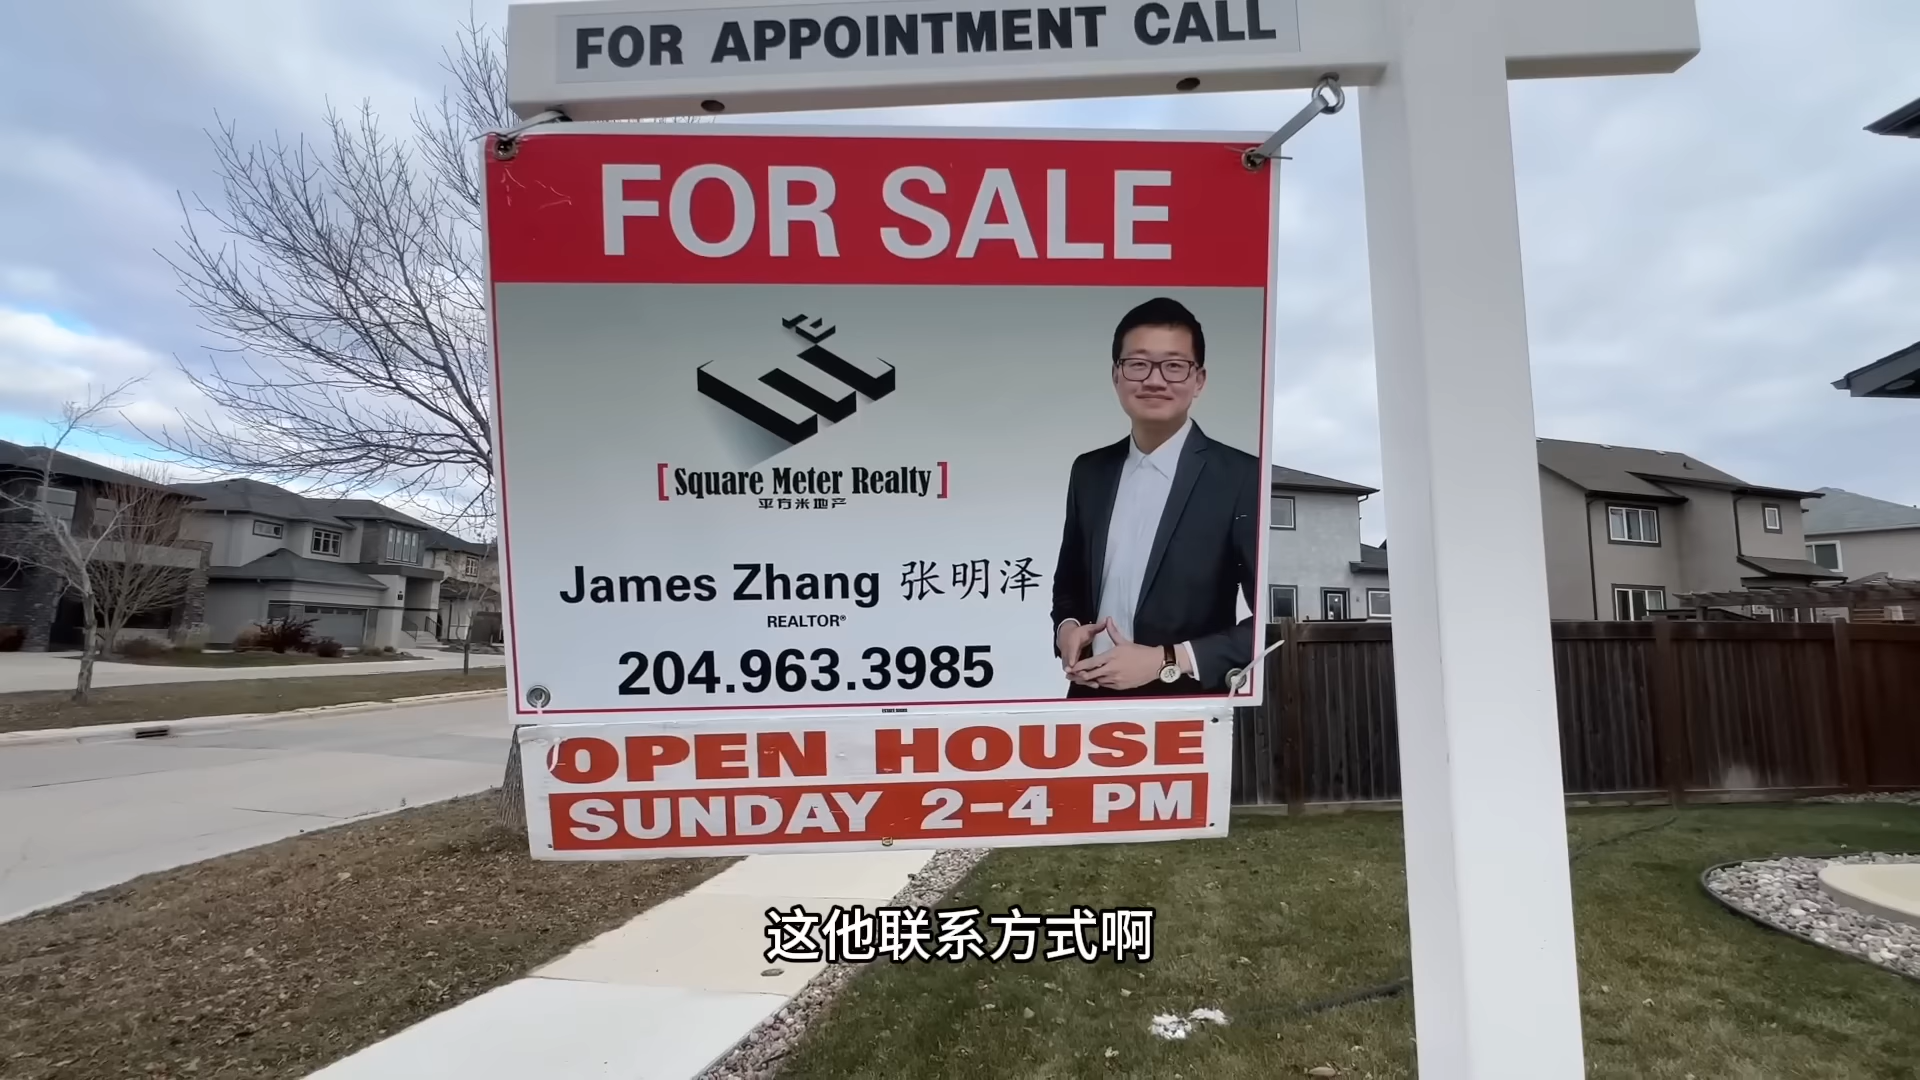 FOR APPOINTMENT CALL
FOR SALE
[Square Meter Realty]
平方米地产
James Zhang 张明泽
REALTOR®
204.963.3985
OPEN HOUSE
SUNDAY 2-4 PM
这他联系方式啊